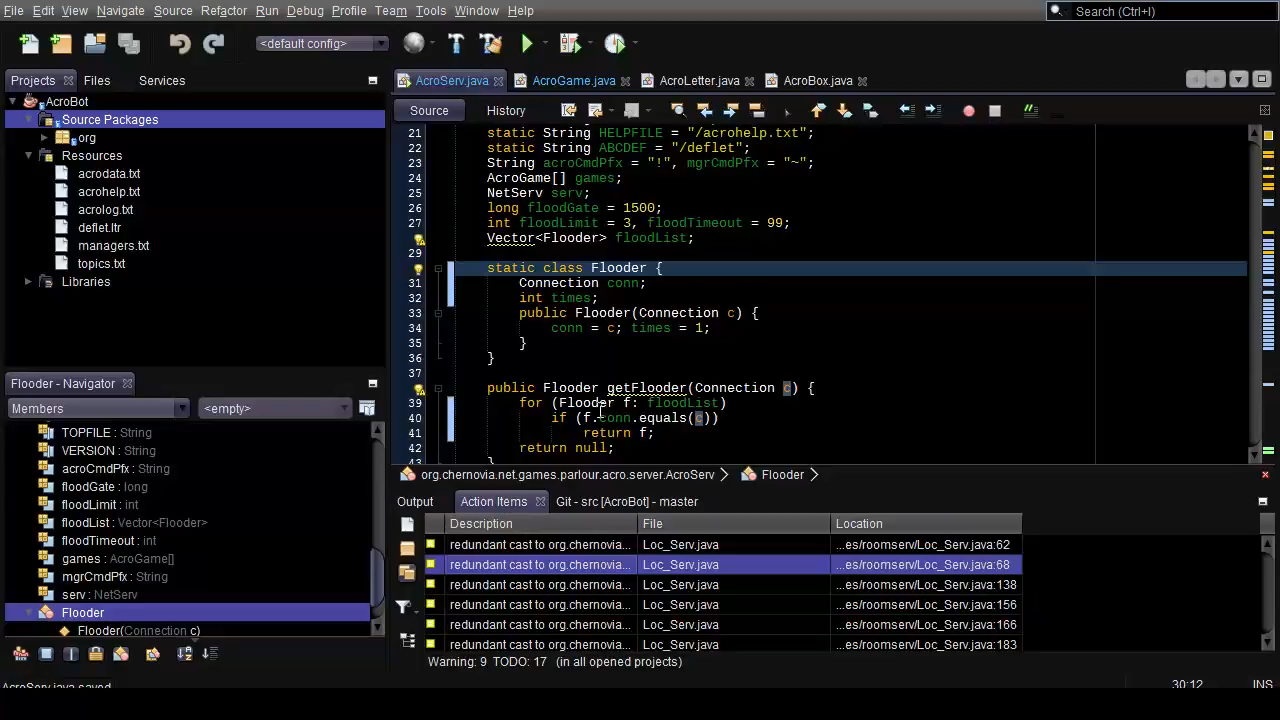 File Edit View Navigate Source Refactor Run Debug Profile Team Tools Window Help
Search (Ctrl+I)
<default config>
Projects Files Services
AcroBot
Source Packages
org
Resources
acrodata.txt
acrohelp.txt
acrolog.txt
deflet.ltr
managers.txt
topics.txt
Libraries
Flooder - Navigator
Members <empty>
TOPFILE : String
VERSION : String
acroCmdPfx : String
floodGate : long
floodLimit : int
floodList : Vector<Flooder>
floodTimeout : int
games : AcroGame[]
mgrCmdPfx : String
serv : NetServ
Flooder
Flooder(Connection c)
AcroServ.java saved
AcroServ.java AcroGame.java AcroLetter.java AcroBox.java
Source History
21 static String HELPFILE = "/acrohelp.txt";
22 static String ABCDEF = "/deflet";
23 String acroCmdPfx = "!", mgrCmdPfx = "~";
24 AcroGame[] games;
25 NetServ serv;
26 long floodGate = 1500;
27 int floodLimit = 3, floodTimeout = 99;
Vector<Flooder> floodList;
29
static class Flooder {
31 Connection conn;
32 int times;
33 public Flooder(Connection c) {
34 conn = c; times = 1;
35 }
36 }
37
public Flooder getFlooder(Connection c) {
39 for (Flooder f: floodList)
40 if (f.conn.equals(c))
41 return f;
42 return null;
43 }
org.chernovia.net.games.parlour.acro.server.AcroServ Flooder
Output Action Items Git - src [AcroBot] - master
Description File Location
redundant cast to org.chernovia... Loc_Serv.java ...es/roomserv/Loc_Serv.java:62
redundant cast to org.chernovia... Loc_Serv.java ...es/roomserv/Loc_Serv.java:68
redundant cast to org.chernovia... Loc_Serv.java ...es/roomserv/Loc_Serv.java:138
redundant cast to org.chernovia... Loc_Serv.java ...es/roomserv/Loc_Serv.java:156
redundant cast to org.chernovia... Loc_Serv.java ...es/roomserv/Loc_Serv.java:166
redundant cast to org.chernovia... Loc_Serv.java ...es/roomserv/Loc_Serv.java:183
Warning: 9 TODO: 17 (in all opened projects)
30:12 INS